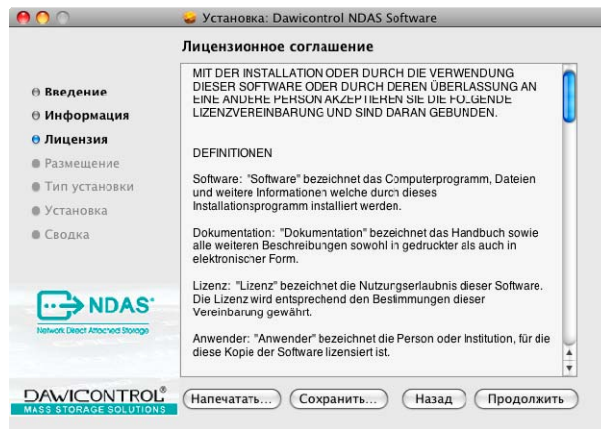 Установка: Dawicontrol NDAS Software
Лицензионное соглашение
Введение
Информация
Лицензия
Размещение
Тип установки
Установка
Сводка
MIT DER INSTALLATION ODER DURCH DIE VERWENDUNG
DIESER SOFTWARE ODER DURCH DEREN ÜBERLASSUNG AN
EINE ANDERE PERSON AKZEPTIEREN SIE DIE FOLGENDE
LIZENZVEREINBARUNG UND SIND DARAN GEBUNDEN.
DEFINITIONEN
Software: "Software" bezeichnet das Computerprogramm, Dateien
und weitere Informationen welche durch dieses
Installationsprogramm installiert werden.
Dokumentation: "Dokumentation" bezeichnet das Handbuch sowie
alle weiteren Beschreibungen sowohl in gedruckter als auch in
elektronischer Form.
Lizenz: "Lizenz" bezeichnet die Nutzungserlaubnis dieser Software.
Die Lizenz wird entsprechend den Bestimmungen dieser
Vereinbarung gewährt.
Anwender: "Anwender" bezeichnet die Person oder Institution, für die
diese Kopie der Software lizensiert ist.
NDAS
Network Direct Attached Storage
DAWICONTROL®
MASS STORAGE SOLUTIONS
Напечатать...
Сохранить...
Назад
Продолжить